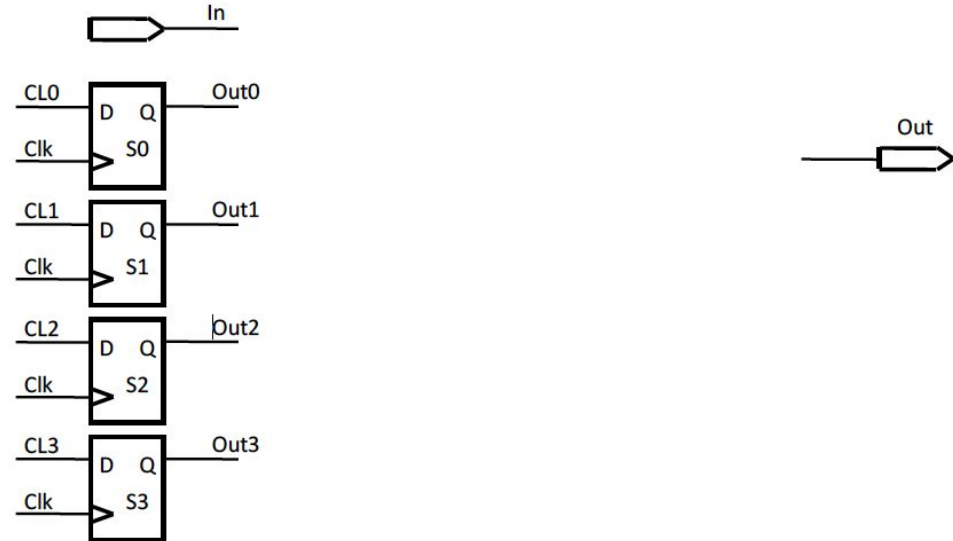 In
CL0 D Q Out0
Clk S0
Out
CL1 D Q Out1
Clk S1
CL2 D Q Out2
Clk S2
CL3 D Q Out3
Clk S3